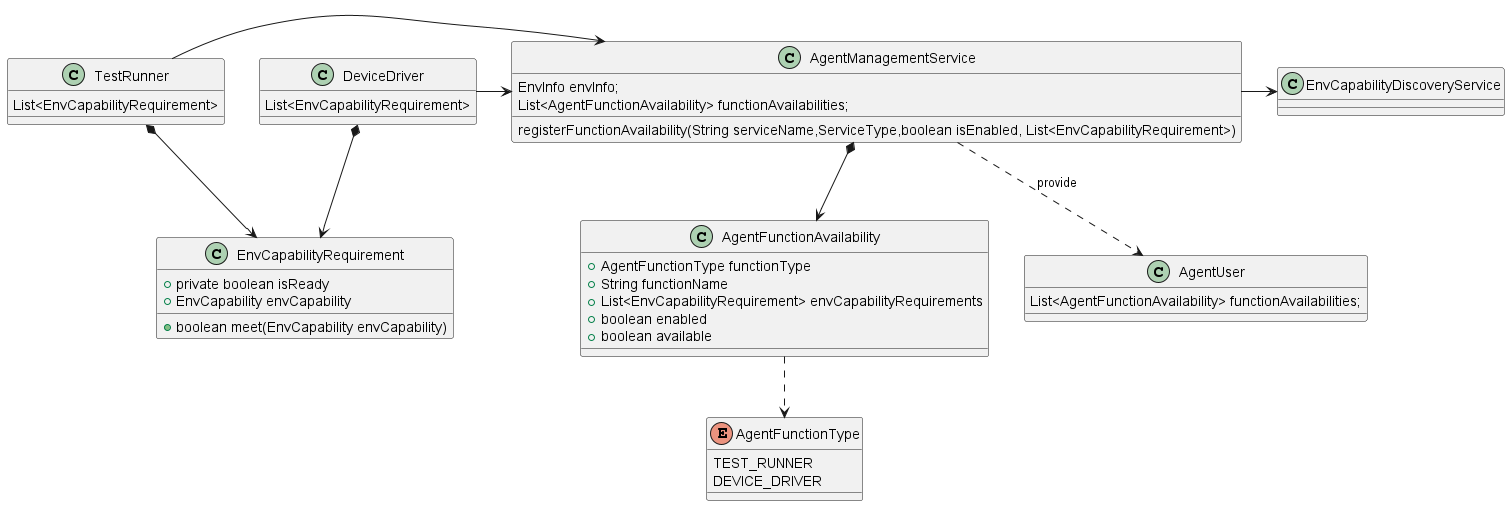 C TestRunner
List<EnvCapabilityRequirement>
C DeviceDriver
List<EnvCapabilityRequirement>
C AgentManagementService
EnvInfo envInfo;
List<AgentFunctionAvailability> functionAvailabilities;
registerFunctionAvailability(String serviceName,ServiceType,boolean isEnabled, List<EnvCapabilityRequirement>)
C EnvCapabilityDiscoveryService
provide
C EnvCapabilityRequirement
private boolean isReady
EnvCapability envCapability
boolean meet(EnvCapability envCapability)
C AgentFunctionAvailability
AgentFunctionType functionType
String functionName
List<EnvCapabilityRequirement> envCapabilityRequirements
boolean enabled
boolean available
C AgentUser
List<AgentFunctionAvailability> functionAvailabilities;
E AgentFunctionType
TEST_RUNNER
DEVICE_DRIVER